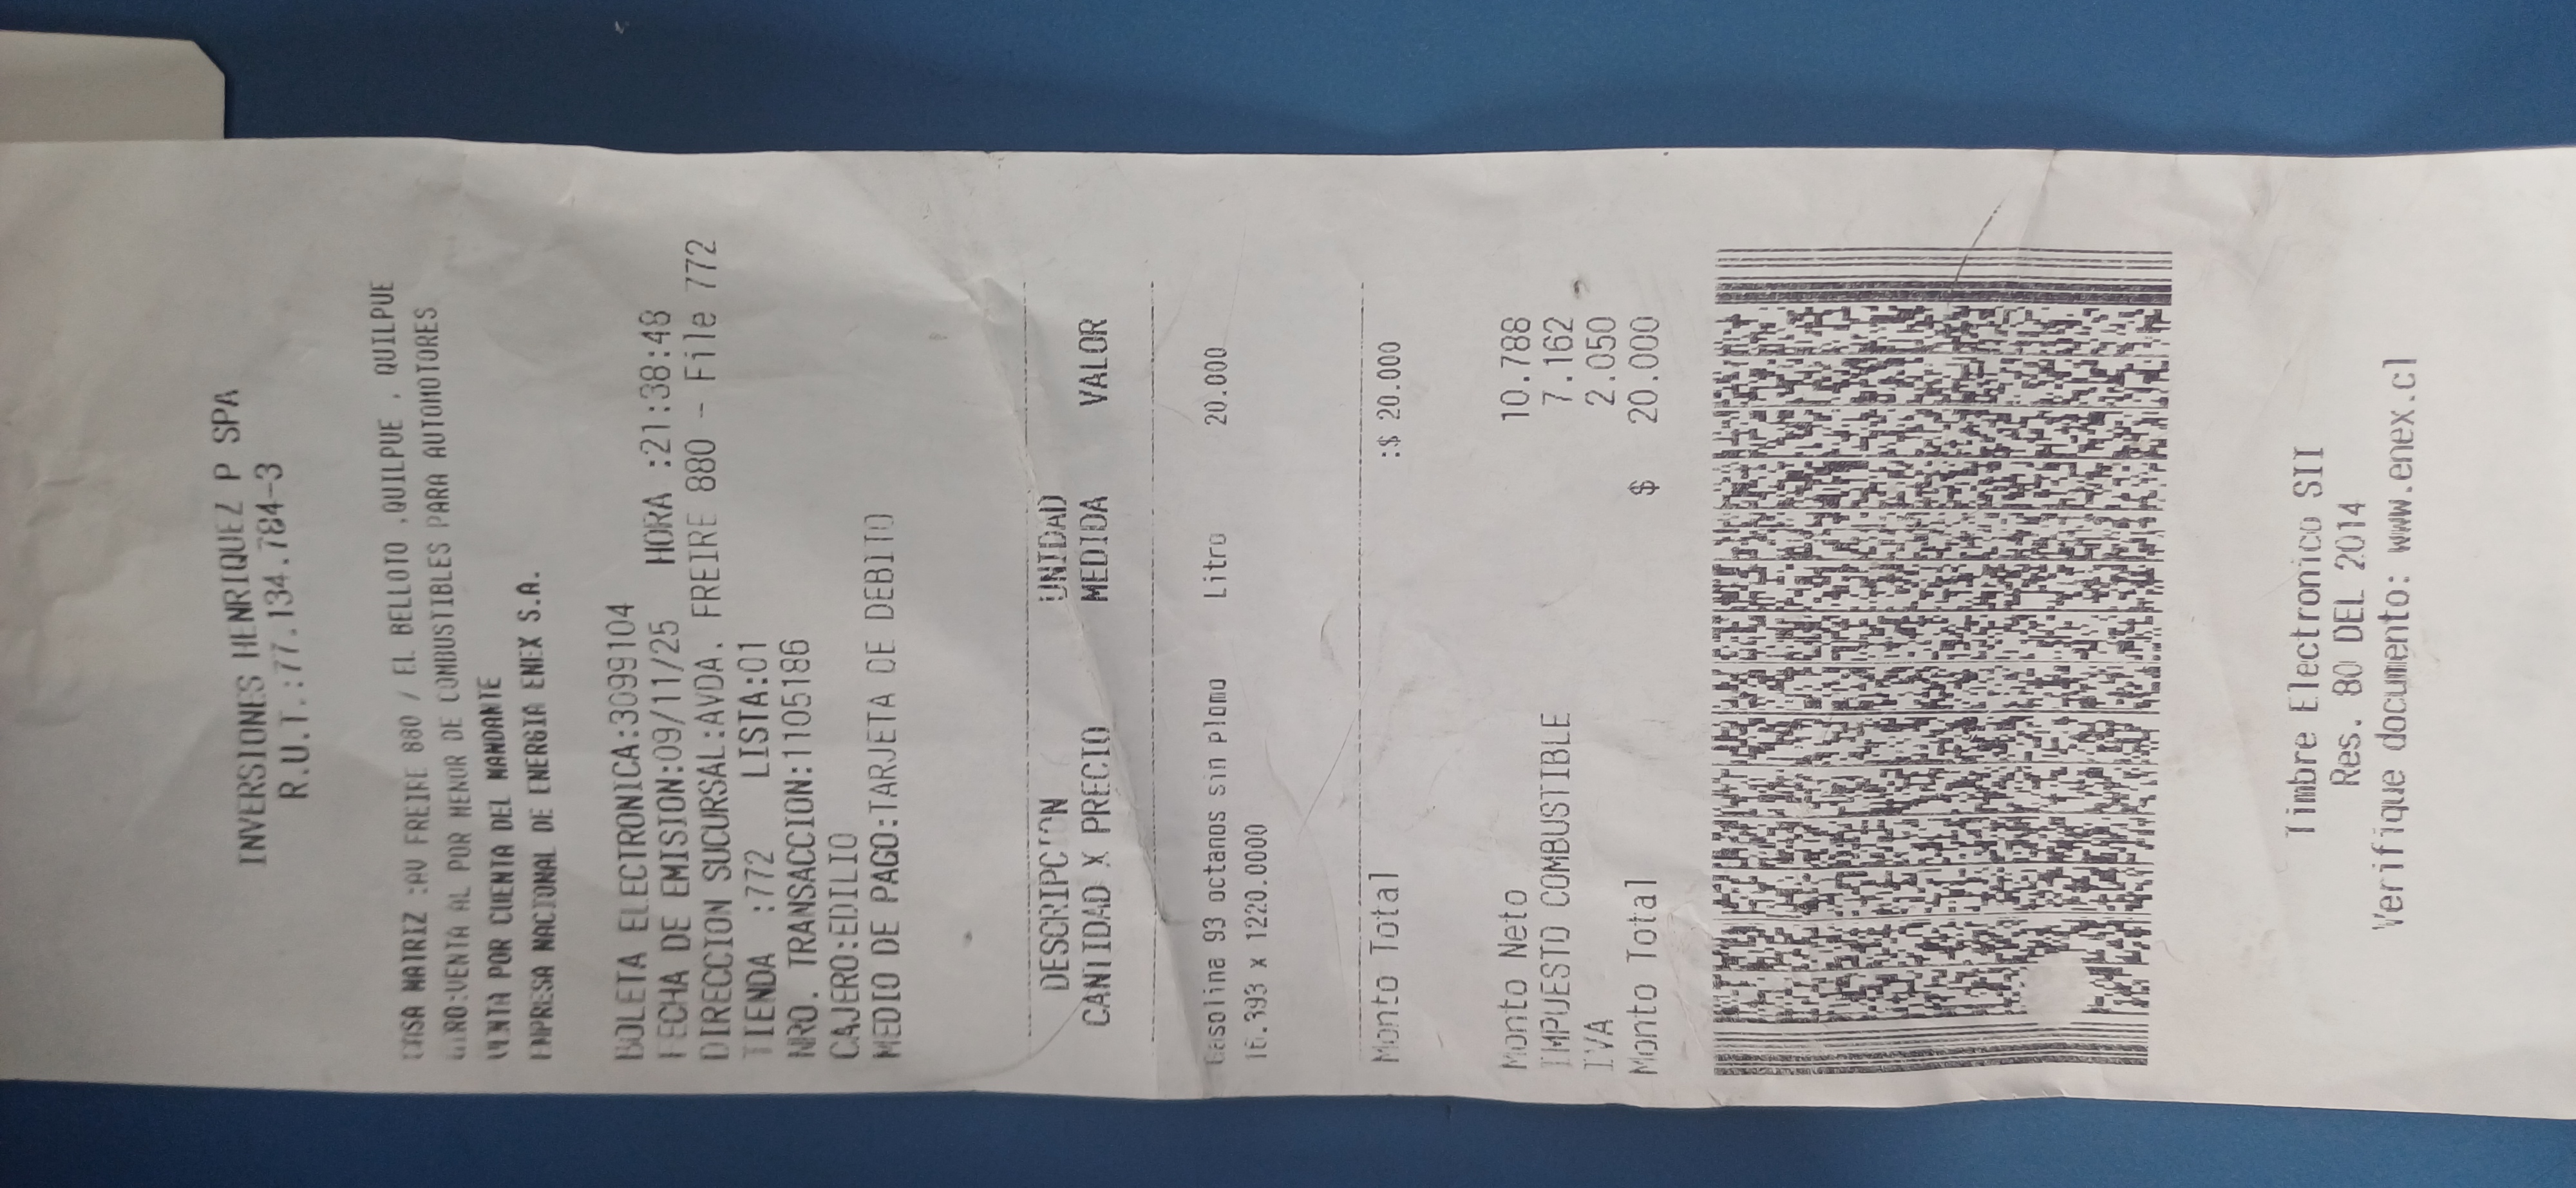 INVERSIONES HENRIQUEZ P SPA
R.U.T.:77.134.784-3
CASA MATRIZ :AV FREIRE 880 / EL BELLOTO ,QUILPUE , QUILPUE
GIRO:VENTA AL POR MENOR DE COMBUSTIBLES PARA AUTOMOTORES
VENTA POR CUENTA DEL MANDANTE
EMPRESA NACIONAL DE ENERGIA ENEX S.A.
BOLETA ELECTRONICA:3099104
FECHA DE EMISION:09/11/25 HORA :21:38:48
DIRECCION SUCURSAL:AVDA. FREIRE 880 - File 772
TIENDA :772 LISTA:01
NRO. TRANSACCION:1105186
CAJERO:EDILIO
MEDIO DE PAGO:TARJETA DE DEBITO
DESCRIPCION UNIDAD
CANTIDAD X PRECIO MEDIDA VALOR
Gasolina 93 octanos sin plomo Litro 20.000
16.393 x 1220.0000
Monto Total :$ 20.000
Monto Neto 10.788
IMPUESTO COMBUSTIBLE 7.162
IVA 2.050
Monto Total $ 20.000
Timbre Electronico SII
Res. 80 DEL 2014
Verifique documento: www.enex.cl